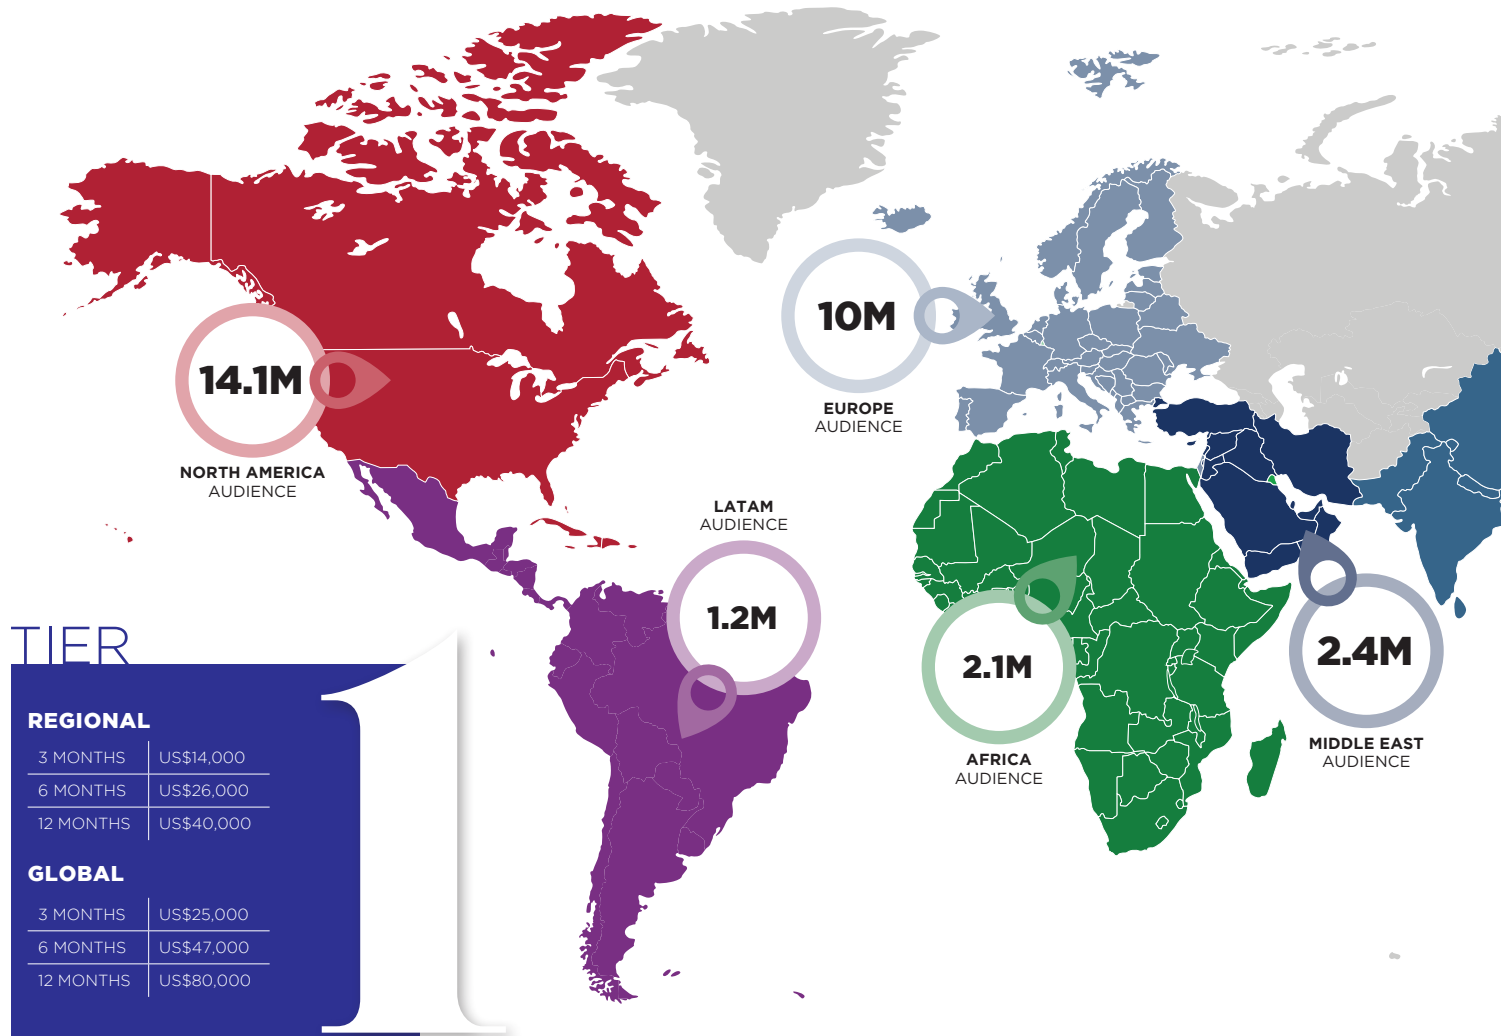 10M
EUROPE
AUDIENCE
14.1M
NORTH AMERICA
AUDIENCE
LATAM
AUDIENCE
1.2M
2.1M
AFRICA
AUDIENCE
2.4M
MIDDLE EAST
AUDIENCE
TIER
1
REGIONAL
3 MONTHS US$14,000
6 MONTHS US$26,000
12 MONTHS US$40,000
GLOBAL
3 MONTHS US$25,000
6 MONTHS US$47,000
12 MONTHS US$80,000